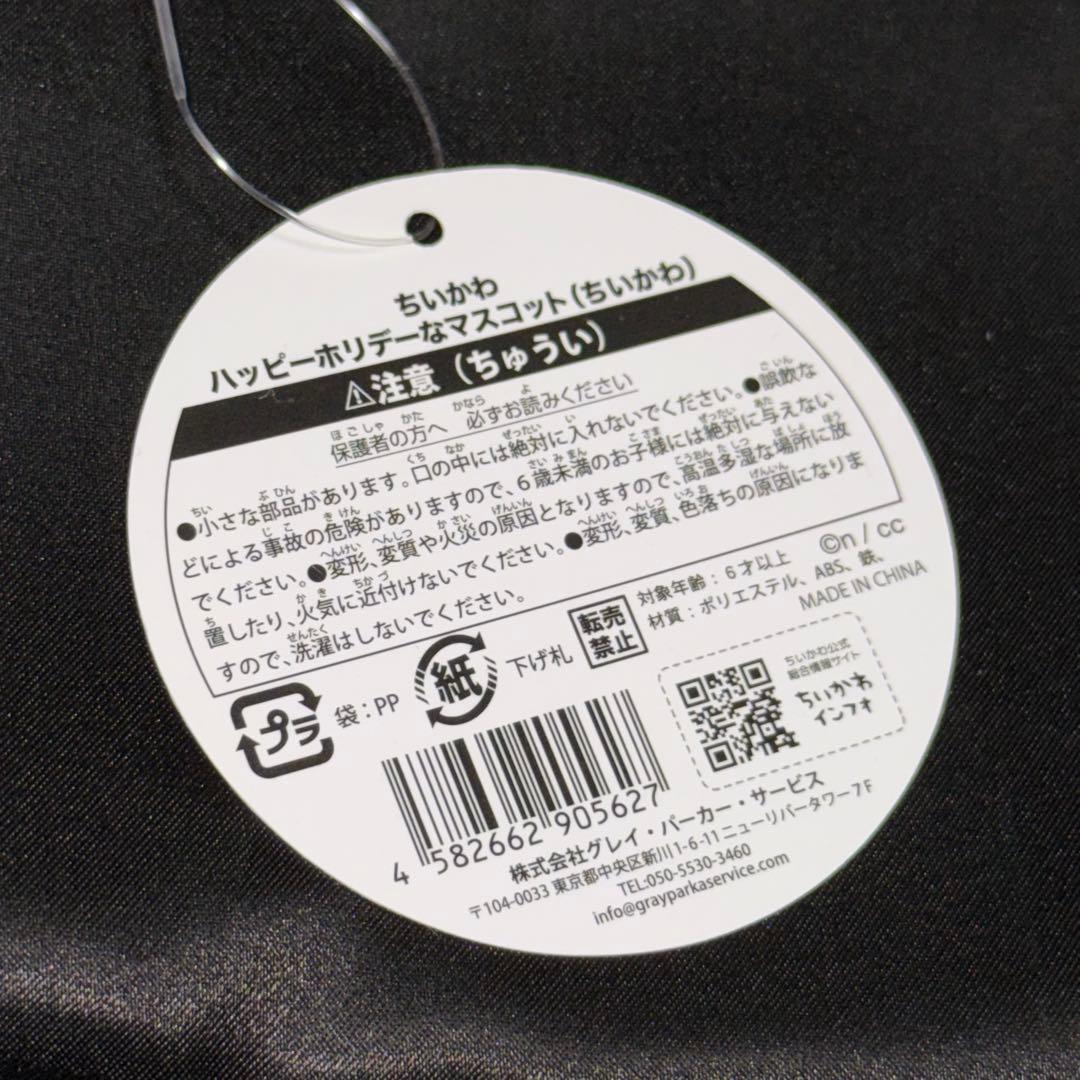 ちいかわ
ハッピーホリデーなマスコット(ちいかわ)
⚠注意(ちゅうい)
保護者の方へ 必ずお読みください
●小さな部品があります。口の中には絶対に入れないでください。●誤飲な
どによる事故の危険がありますので、6歳未満のお子様には絶対に与えない
でください。●変形、変質や火災の原因となりますので、高温多湿な場所に放
置したり、火気に近付けないでください。●変形、変質、色落ちの原因になりま
すので、洗濯はしないでください。
対象年齢:6才以上 ©n / cc
材質:ポリエステル、ABS、鉄、
MADE IN CHINA
プラ 袋:PP 紙 下げ札 転売禁止
ちいかわ公式
総合情報サイト
ちいかわ
インフォ
4 582662 905627
株式会社グレイ・パーカー・サービス
〒104-0033 東京都中央区新川1-6-11 ニューリバータワー7F
TEL:050-5530-3460
info@grayparkaservice.com